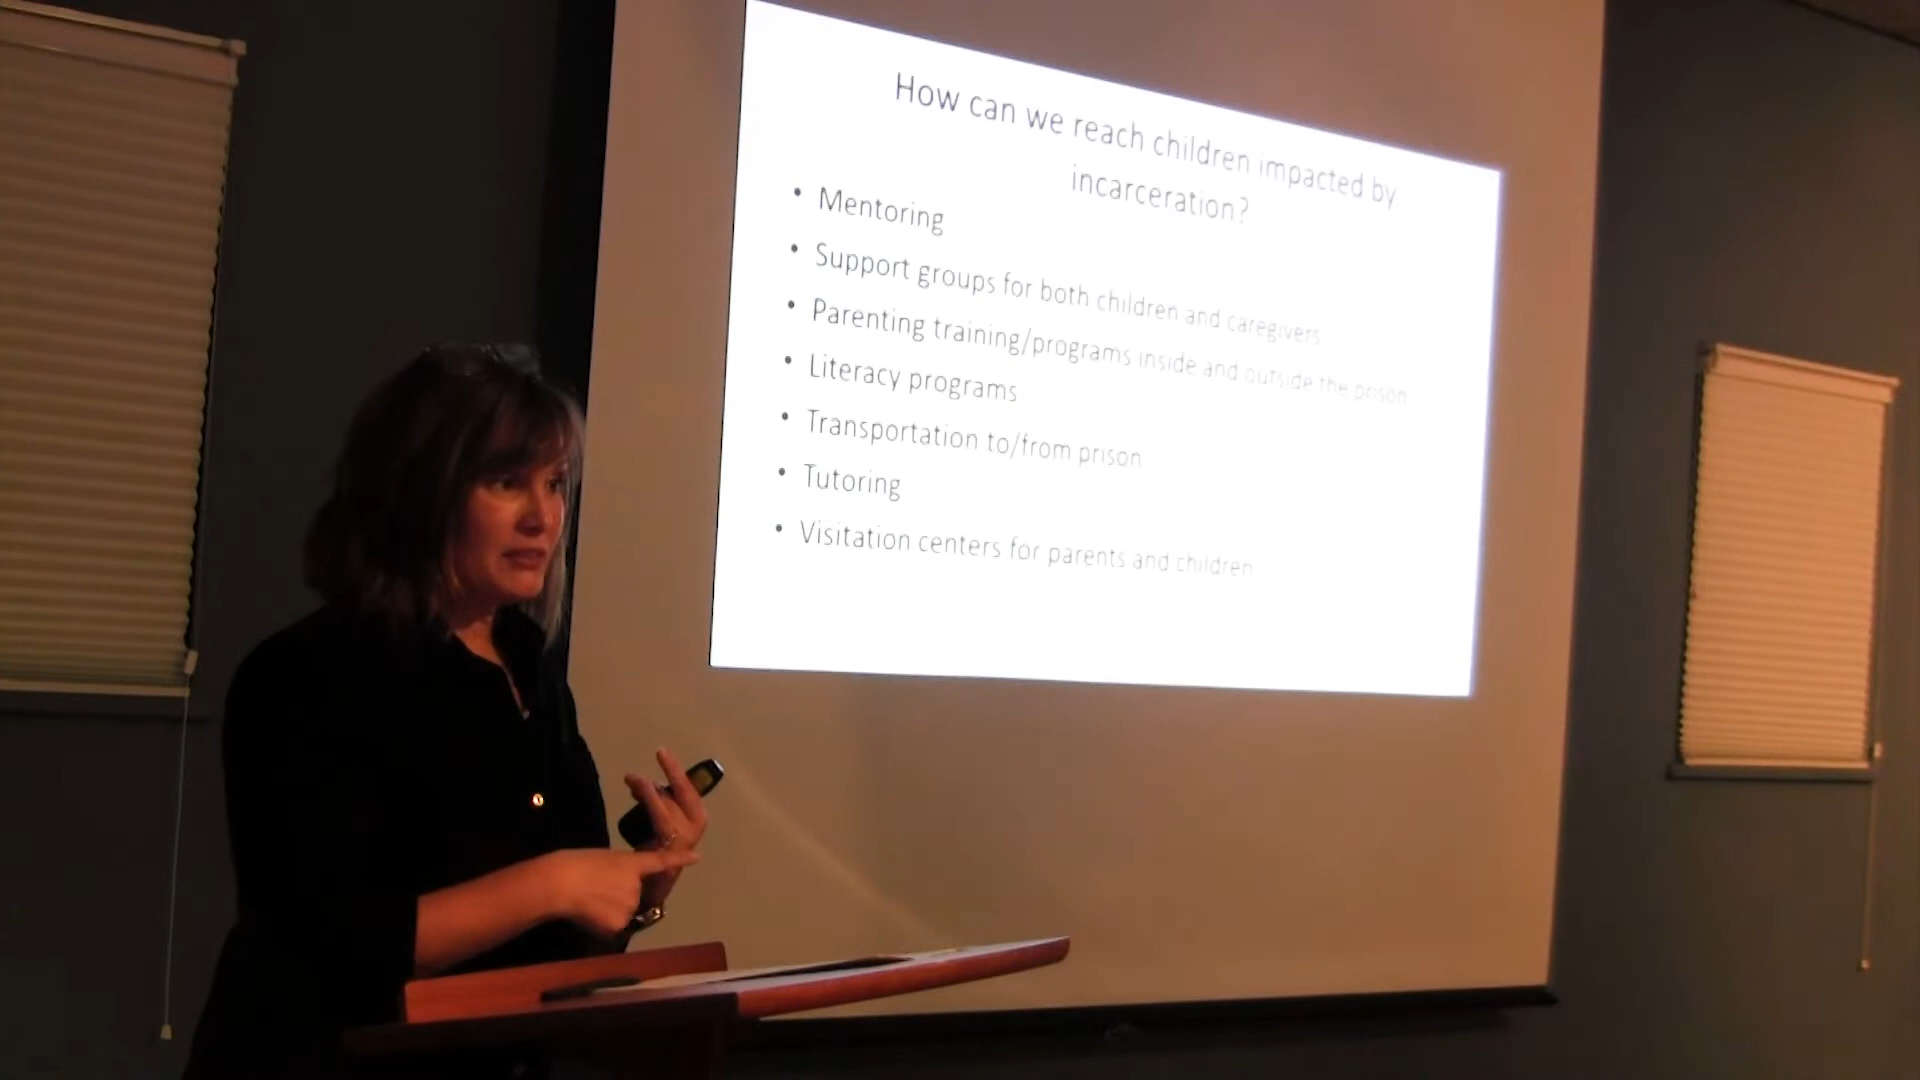 How can we reach children impacted by
incarceration?
• Mentoring
• Support groups for both children and caregivers
• Parenting training/programs inside and outside the prison
• Literacy programs
• Transportation to/from prison
• Tutoring
• Visitation centers for parents and children